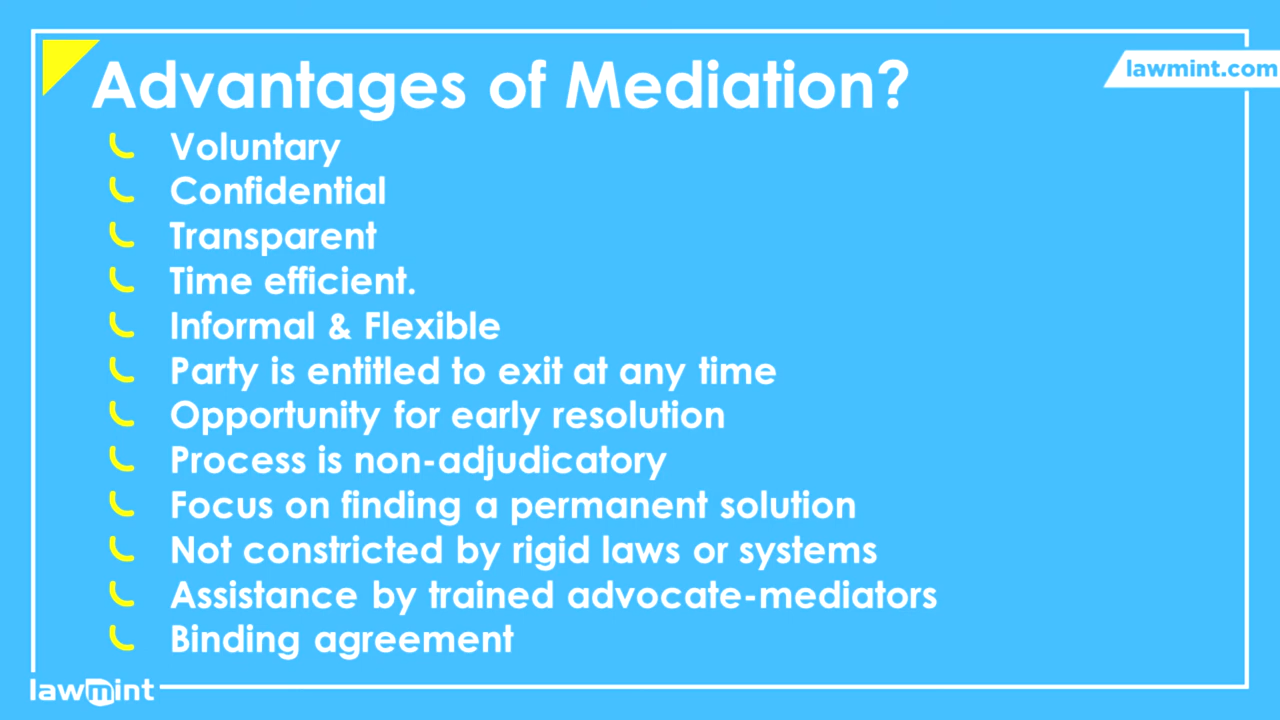 Advantages of Mediation?
lawmint.com
Voluntary
Confidential
Transparent
Time efficient.
Informal & Flexible
Party is entitled to exit at any time
Opportunity for early resolution
Process is non-adjudicatory
Focus on finding a permanent solution
Not constricted by rigid laws or systems
Assistance by trained advocate-mediators
Binding agreement
lawmint